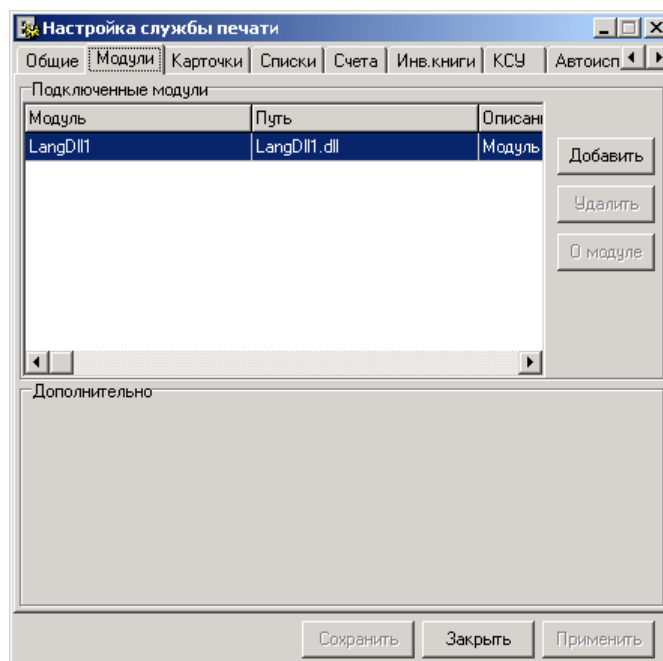 Настройка службы печати
Общие Модули Карточки Списки Счета Инв.книги КСУ Автоисп
Подключенные модули
Модуль Путь Описани
LangDll1 LangDll1.dll Модуль
Добавить
Удалить
О модуле
Дополнительно
Сохранить Закрыть Применить